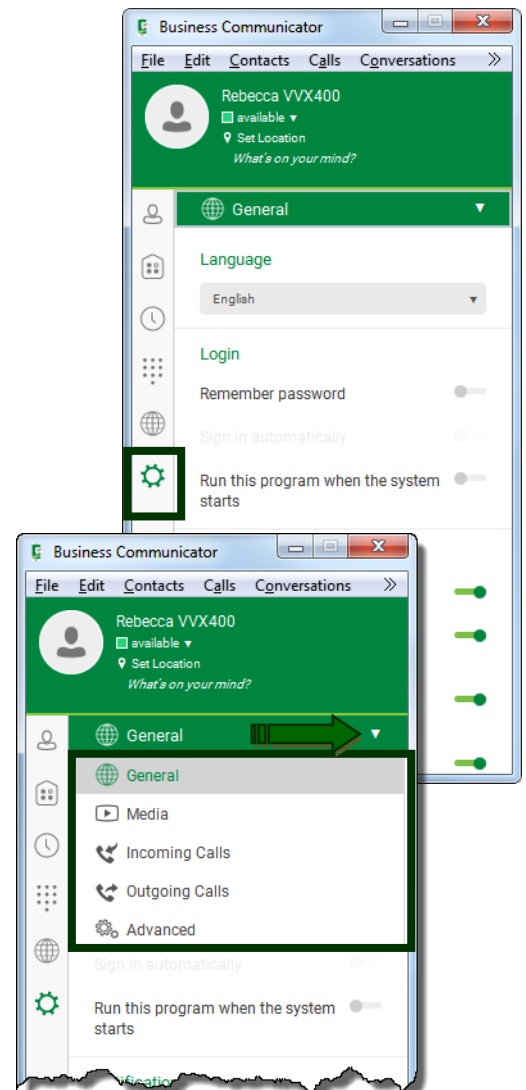 Business Communicator
File Edit Contacts Calls Conversations »
Rebecca VVX400
available
Set Location
What's on your mind?
General
Language
English
Login
Remember password
Sign in automatically
Run this program when the system
starts
Business Communicator
File Edit Contacts Calls Conversations »
Rebecca VVX400
available
Set Location
What's on your mind?
General
General
Media
Incoming Calls
Outgoing Calls
Advanced
Sign in automatically
Run this program when the system
starts